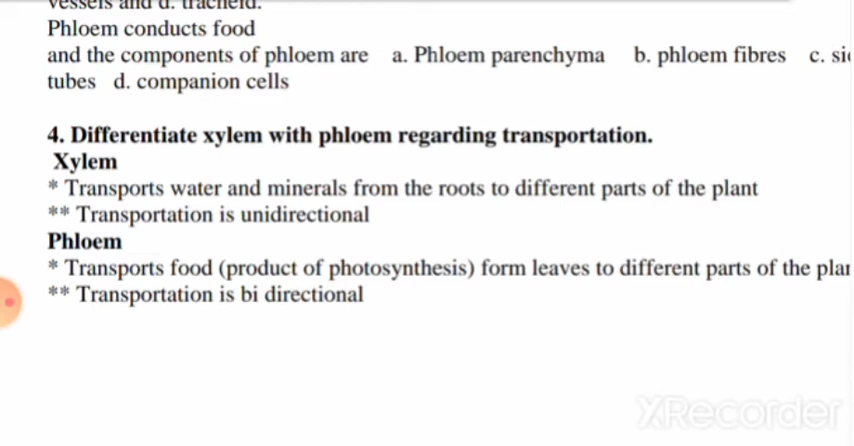 vessels and d. tracheid.
Phloem conducts food
and the components of phloem are a. Phloem parenchyma b. phloem fibres c.
tubes d. companion cells
4. Differentiate xylem with phloem regarding transportation.
Xylem
* Transports water and minerals from the roots to different parts of the plant
** Transportation is unidirectional
Phloem
* Transports food (product of photosynthesis) form leaves to different parts of the
** Transportation is bi directional
XRecorder